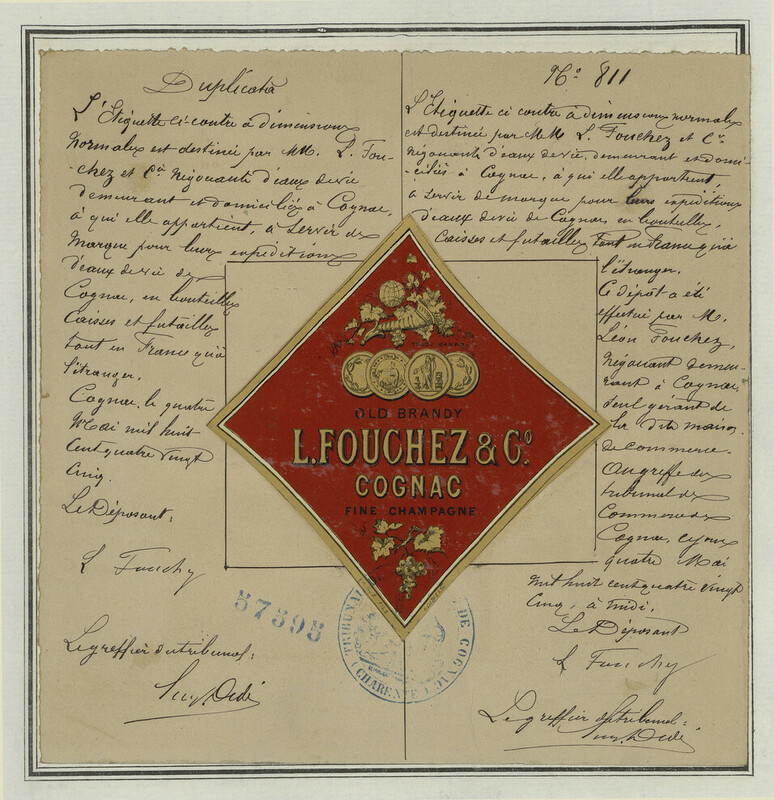 Duplicata
L'Etiquette ci-contre à dimensions
normales est destinée par MM. L. Fou-
chez et Cie Négociants d'eaux de vie
demeurant et domiciliés à Cognac,
à qui elle appartient, à servir de
Marque pour leurs expéditions
d'eaux de vie de
Cognac, en bouteilles
Caisses et futailles
tant en France qu'à
l'étranger.
Cognac, le quatre
Mai mil huit
cent quatre vingt
cinq.
Le Déposant:
L Fouchez
Le greffier du tribunal:
No 811
L'Etiquette ci contre à dimensions normales
est destinée par MM L. Fouchez et Cie
Négociants d'eaux de vie, demeurant et domi-
ciliés à Cognac, à qui elle appartient,
à servir de marque pour leurs expéditions
d'eaux de vie de Cognac, en bouteilles,
Caisses et futailles tant en France qu'à
l'étranger.
Ce dépôt a été
effectué par M.
Léon Fouchez,
Négociant demeu-
rant à Cognac,
seul gérant de
la dite maison
de commerce.
Au greffe du
tribunal de
Commerce de
Cognac, ce jour
quatre Mai
mil huit cent quatre vingt
cinq, à midi.
Le Déposant
L Fouchez
Le greffier du tribunal:
OLD BRANDY
L. FOUCHEZ & Co.
COGNAC
FINE CHAMPAGNE
57595
TRIBUNAL DE COGNAC
(CHARENTE)